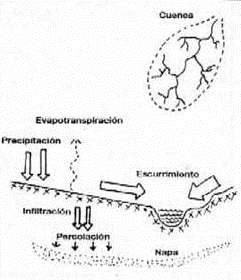 Cuenca
Evapotranspiración
Precipitación
Escurrimiento
Infiltración
Percolación
Napa